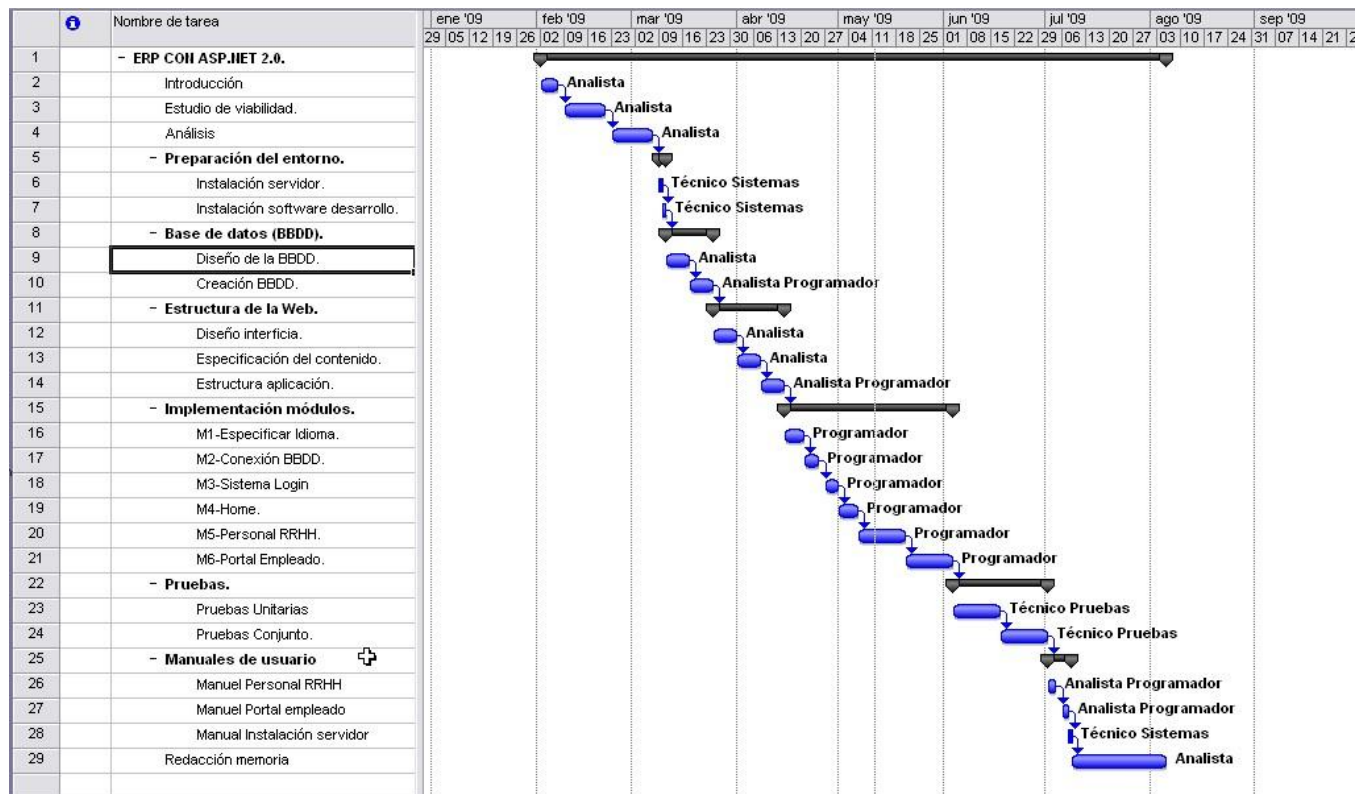 Nombre de tarea
ene '09 feb '09 mar '09 abr '09 may '09 jun '09 jul '09 ago '09 sep '09
29 05 12 19 26 02 09 16 23 02 09 16 23 30 06 13 20 27 04 11 18 25 01 08 15 22 29 06 13 20 27 03 10 17 24 31 07 14 21
1 - ERP CON ASP.NET 2.0.
2 Introducción Analista
3 Estudio de viabilidad. Analista
4 Análisis Analista
5 - Preparación del entorno.
6 Instalación servidor. Técnico Sistemas
7 Instalación software desarrollo. Técnico Sistemas
8 - Base de datos (BBDD).
9 Diseño de la BBDD. Analista
10 Creación BBDD. Analista Programador
11 - Estructura de la Web.
12 Diseño interficia. Analista
13 Especificación del contenido. Analista
14 Estructura aplicación. Analista Programador
15 - Implementación módulos.
16 M1-Especificar Idioma. Programador
17 M2-Conexión BBDD. Programador
18 M3-Sistema Login Programador
19 M4-Home. Programador
20 M5-Personal RRHH. Programador
21 M6-Portal Empleado. Programador
22 - Pruebas.
23 Pruebas Unitarias Técnico Pruebas
24 Pruebas Conjunto. Técnico Pruebas
25 - Manuales de usuario
26 Manuel Personal RRHH Analista Programador
27 Manuel Portal empleado Analista Programador
28 Manual Instalación servidor Técnico Sistemas
29 Redacción memoria Analista